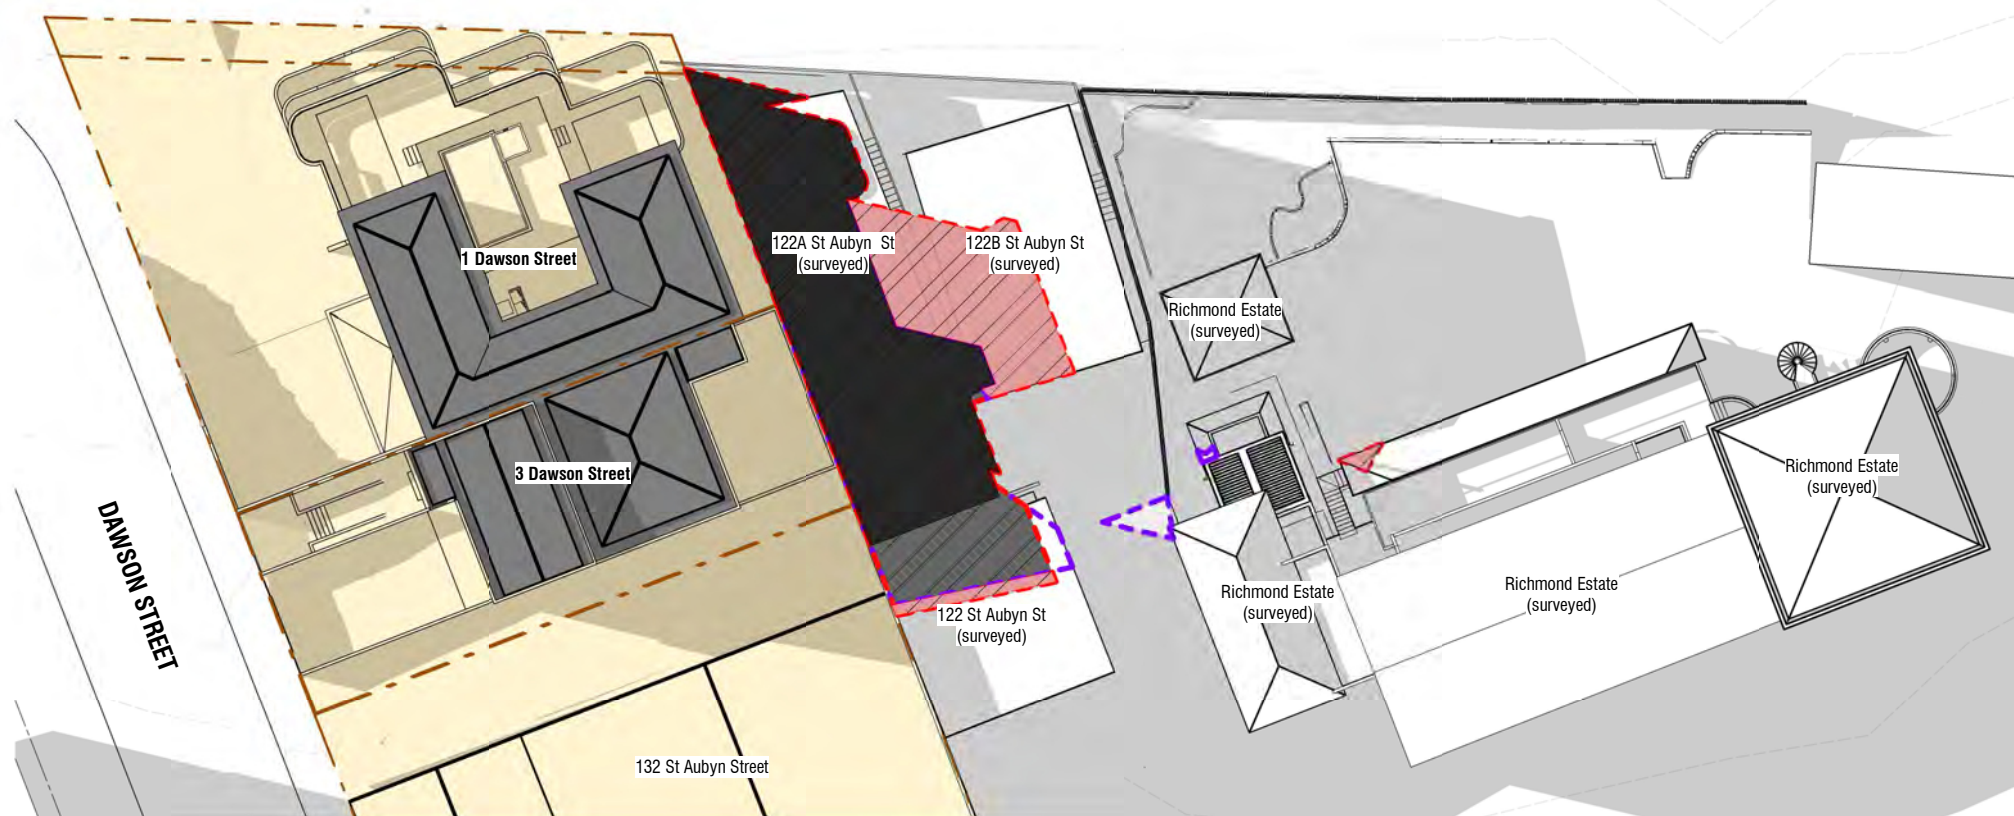 122A St Aubyn St
(surveyed)
122B St Aubyn St
(surveyed)
1 Dawson Street
Richmond Estate
(surveyed)
3 Dawson Street
Richmond Estate
(surveyed)
DAWSON STREET
Richmond Estate
(surveyed)
Richmond Estate
(surveyed)
122 St Aubyn St
(surveyed)
132 St Aubyn Street